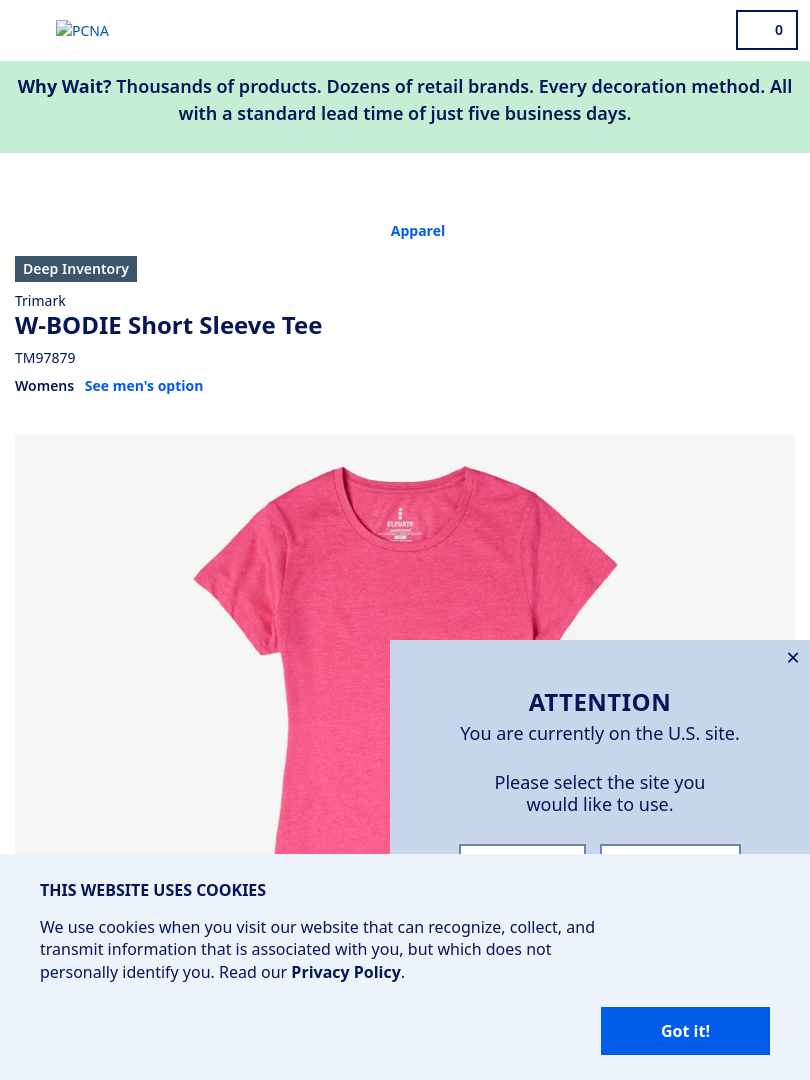 PCNA
0
Why Wait? Thousands of products. Dozens of retail brands. Every decoration method. All
with a standard lead time of just five business days.
Apparel
Deep Inventory
Trimark
W-BODIE Short Sleeve Tee
TM97879
Womens See men's option
ELEVATE
×
ATTENTION
You are currently on the U.S. site.
Please select the site you
would like to use.
THIS WEBSITE USES COOKIES
We use cookies when you visit our website that can recognize, collect, and
transmit information that is associated with you, but which does not
personally identify you. Read our Privacy Policy.
Got it!